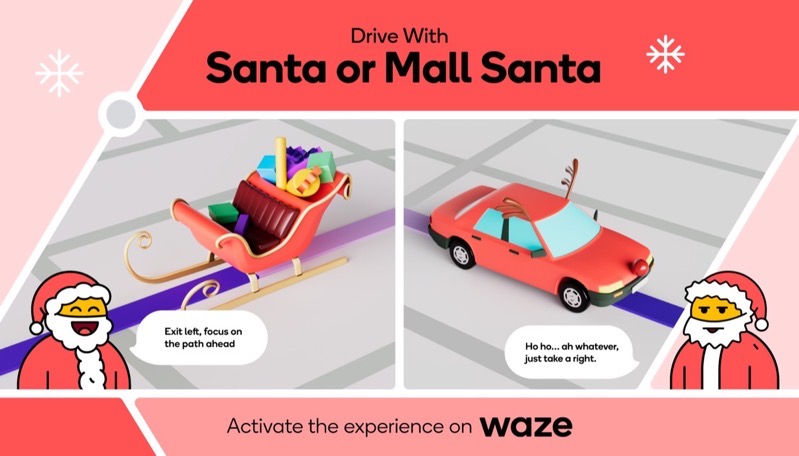 Drive With
Santa or Mall Santa
Exit left, focus on
the path ahead
Ho ho... ah whatever,
just take a right.
Activate the experience on waze